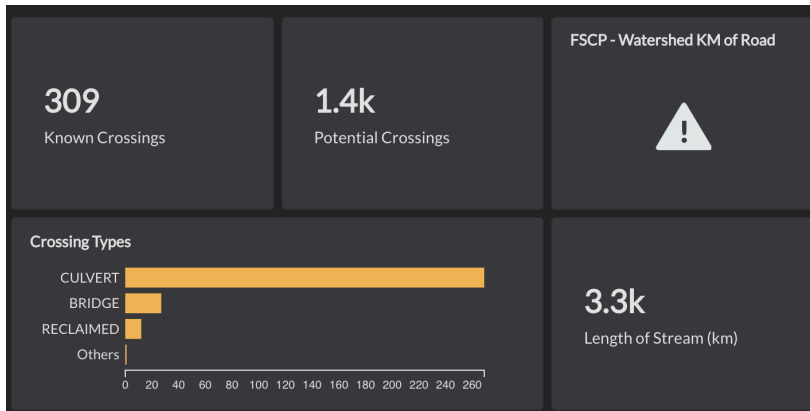 FSCP - Watershed KM of Road
309
Known Crossings
1.4k
Potential Crossings
!
Crossing Types
CULVERT
BRIDGE
RECLAIMED
Others
0 20 40 60 80 100 120 140 160 180 200 220 240 260
3.3k
Length of Stream (km)